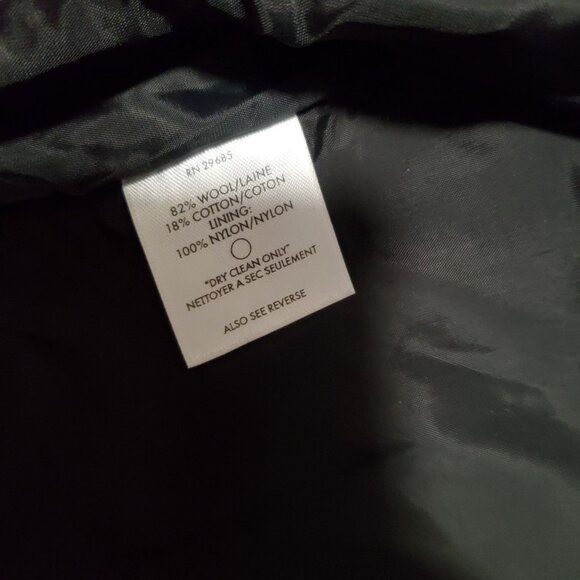 RN 29685
82% WOOL/LAINE
18% COTTON/COTON
LINING:
100% NYLON/NYLON
"DRY CLEAN ONLY"
NETTOYER A SEC SEULEMENT
ALSO SEE REVERSE